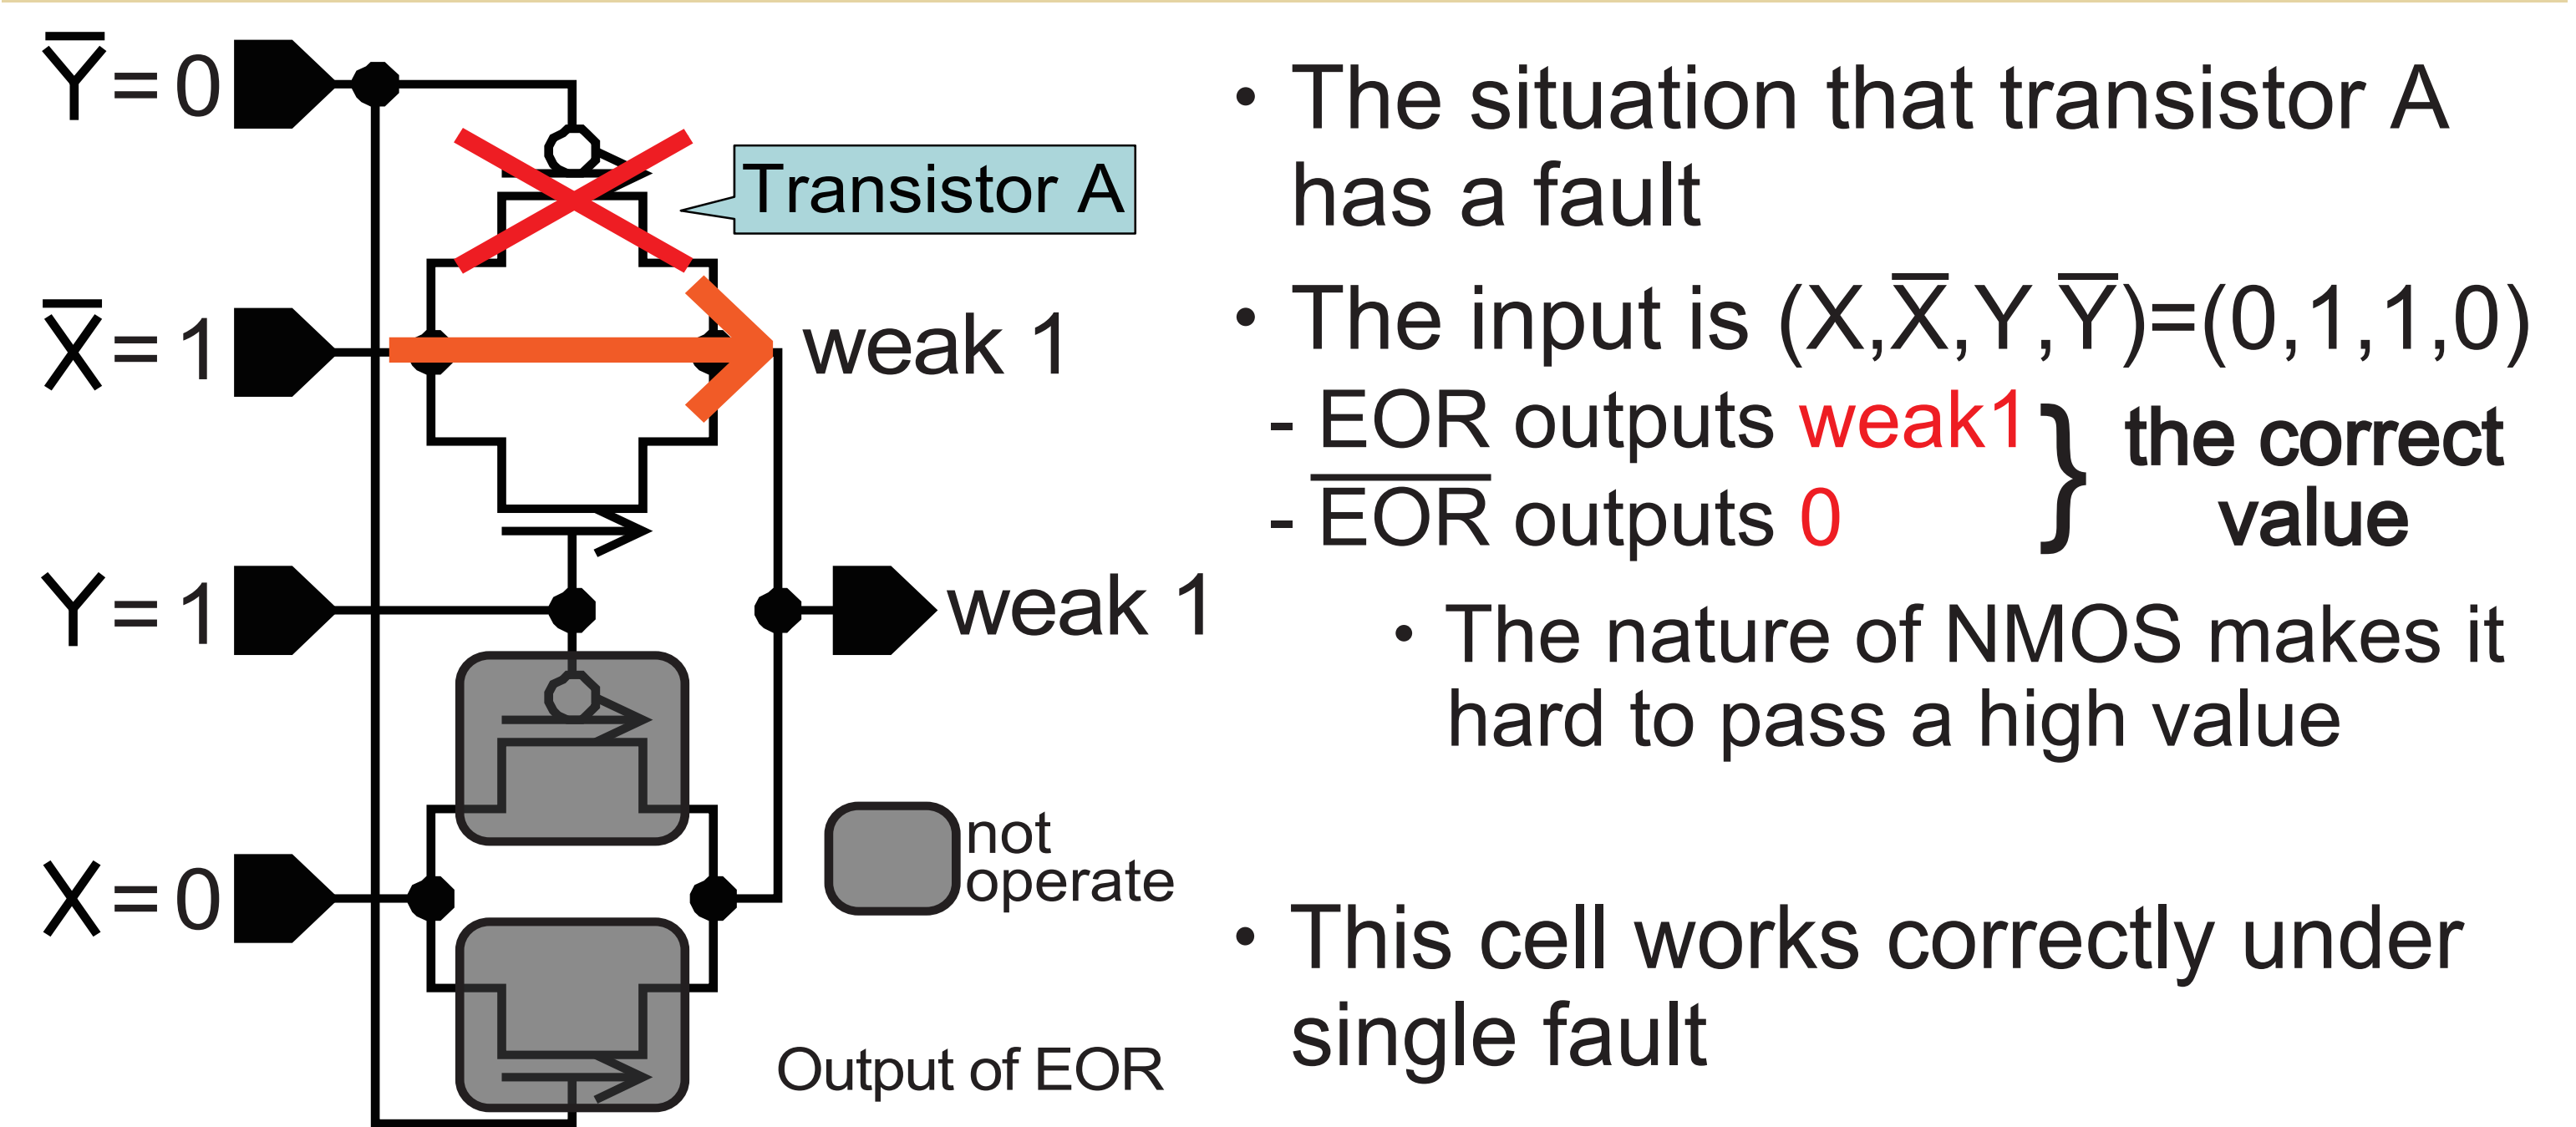 Y̅ = 0
Transistor A
X̅ = 1
weak 1
Y = 1
weak 1
X = 0
not
operate
Output of EOR
• The situation that transistor A
has a fault
• The input is (X,X̅,Y,Y̅)=(0,1,1,0)
- EOR outputs weak1
- E̅O̅R̅ outputs 0
} the correct
value
• The nature of NMOS makes it
hard to pass a high value
• This cell works correctly under
single fault